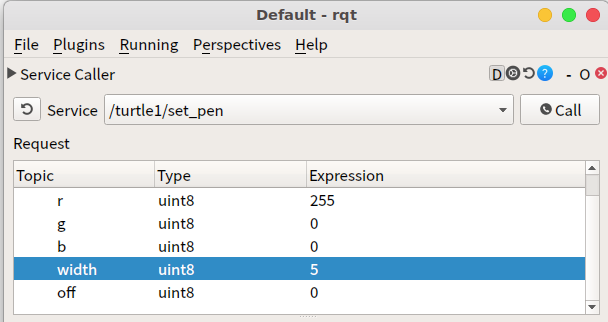 Default - rqt
File Plugins Running Perspectives Help
Service Caller D ? - O
Service /turtle1/set_pen Call
Request
Topic Type Expression
r uint8 255
g uint8 0
b uint8 0
width uint8 5
off uint8 0